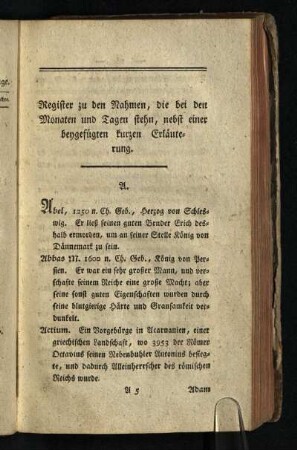 Register zu den Nahmen, die bei den
Monaten und Tagen stehn, nebst einer
beygefügten kurzen Erläute-
rung.
A.
Abel, 1250 n. Ch. Geb., Herzog von Schles-
wig. Er ließ seinen guten Bruder Erich des-
halb ermorden, um an seiner Stelle König von
Dännemark zu sein.
Abbas M. 1600 n. Ch. Geb., König von Per-
sien. Er war ein sehr großer Mann, und ver-
schafte seinem Reiche eine große Macht; aber
seine sonst guten Eigenschaften wurden durch
seine blutgierige Härte und Grausamkeit ver-
dunkelt.
Actium. Ein Vorgebürge in Acarnanien, einer
griechischen Landschaft, wo 3953 der Römer
Octavius seinen Nebenbuhler Antonius besieg-
te, und dadurch Alleinherrscher des römischen
Reichs wurde.
A 5 Adam